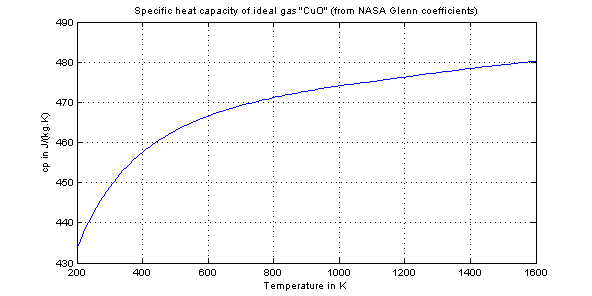 Specific heat capacity of ideal gas "CuO" (from NASA Glenn coefficients)
490
480
470
460
450
440
430
cp in J/(kg.K)
200 400 600 800 1000 1200 1400 1600
Temperature in K